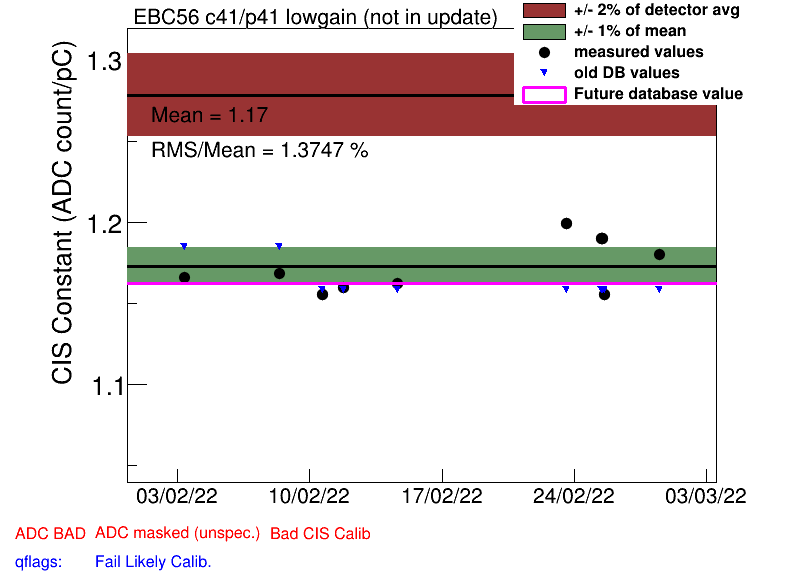 EBC56 c41/p41 lowgain (not in update)
+/- 2% of detector avg
+/- 1% of mean
measured values
old DB values
Future database value
CIS Constant (ADC count/pC)
1.3
1.2
1.1
Mean = 1.17
RMS/Mean = 1.3747 %
03/02/22 10/02/22 17/02/22 24/02/22 03/03/22
ADC BAD ADC masked (unspec.) Bad CIS Calib
qflags: Fail Likely Calib.